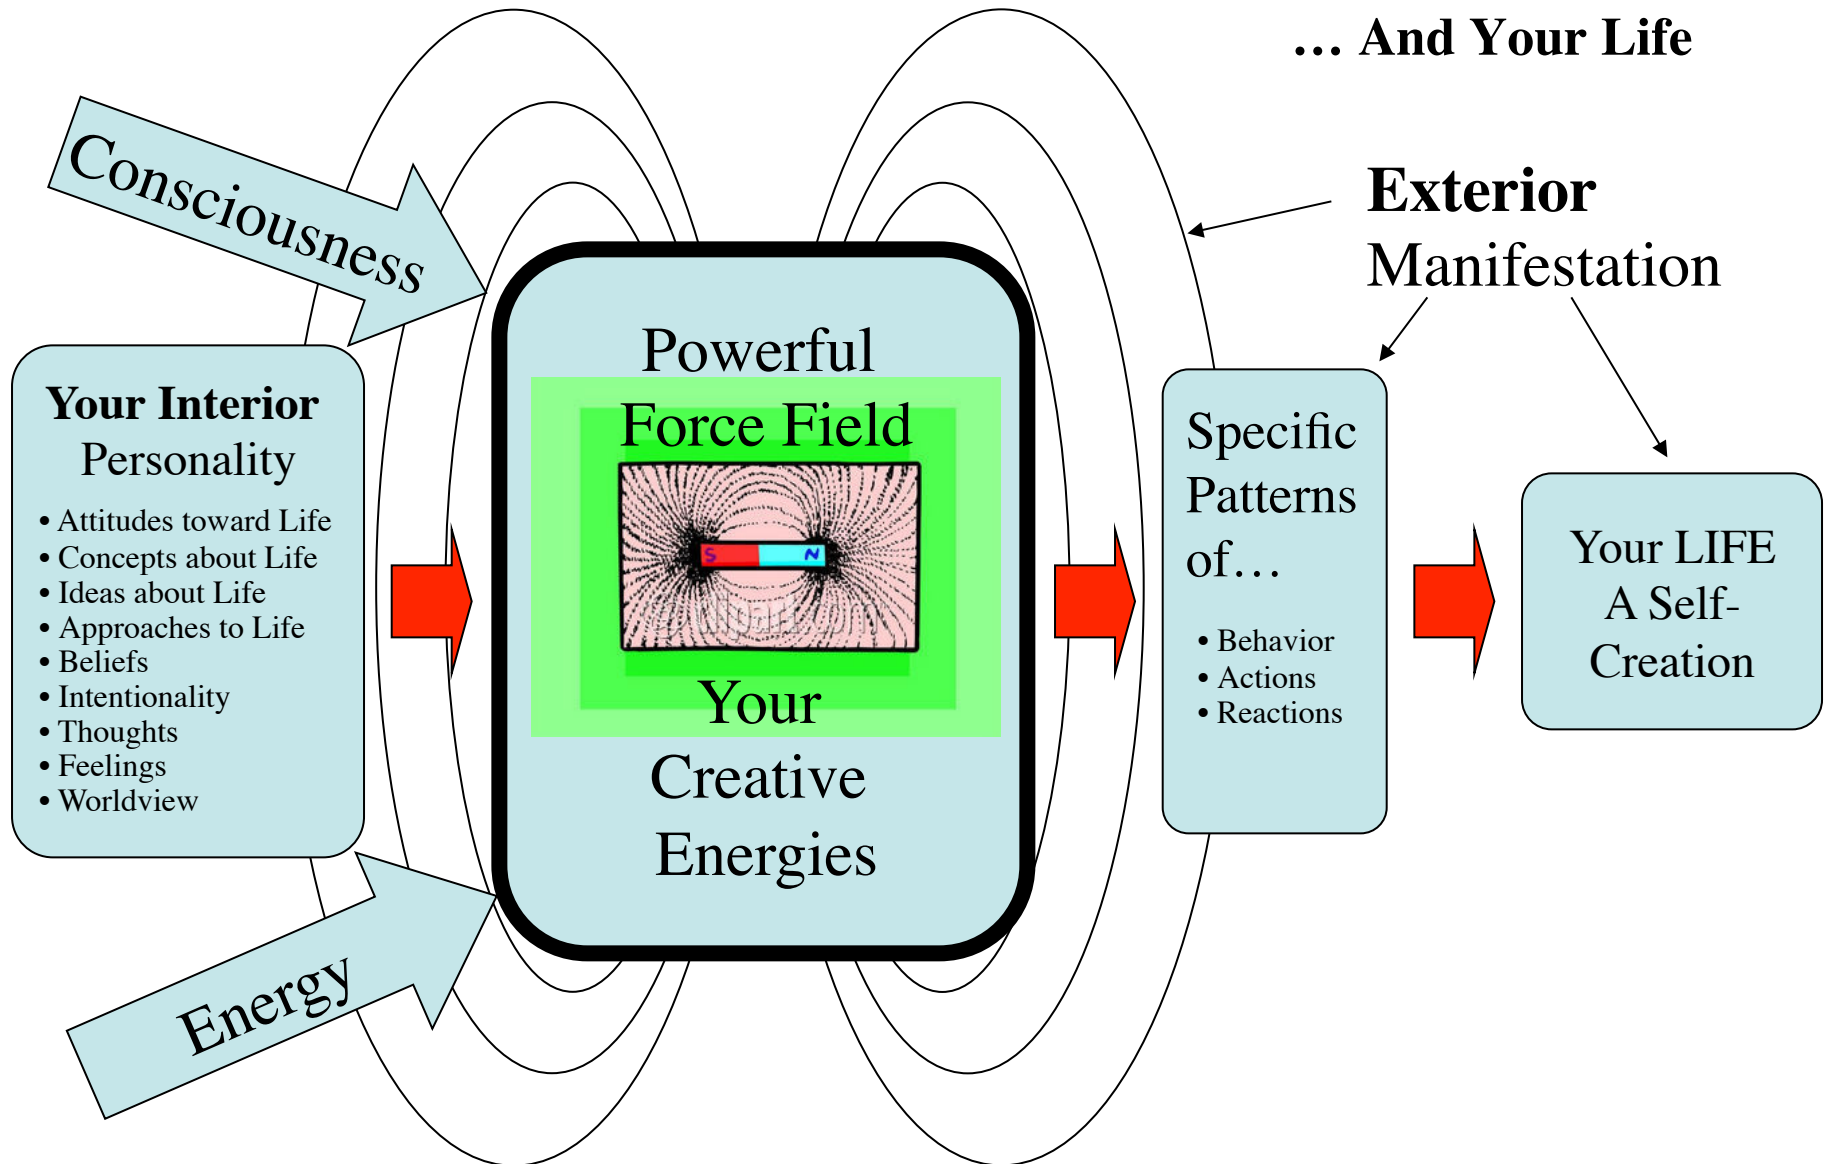 … And Your Life
Consciousness
Exterior
Manifestation
Your Interior
Personality
• Attitudes toward Life
• Concepts about Life
• Ideas about Life
• Approaches to Life
• Beliefs
• Intentionality
• Thoughts
• Feelings
• Worldview
Energy
Powerful
Force Field
S N
clipart.com
Your
Creative
Energies
Specific
Patterns
of…
• Behavior
• Actions
• Reactions
Your LIFE
A Self-
Creation